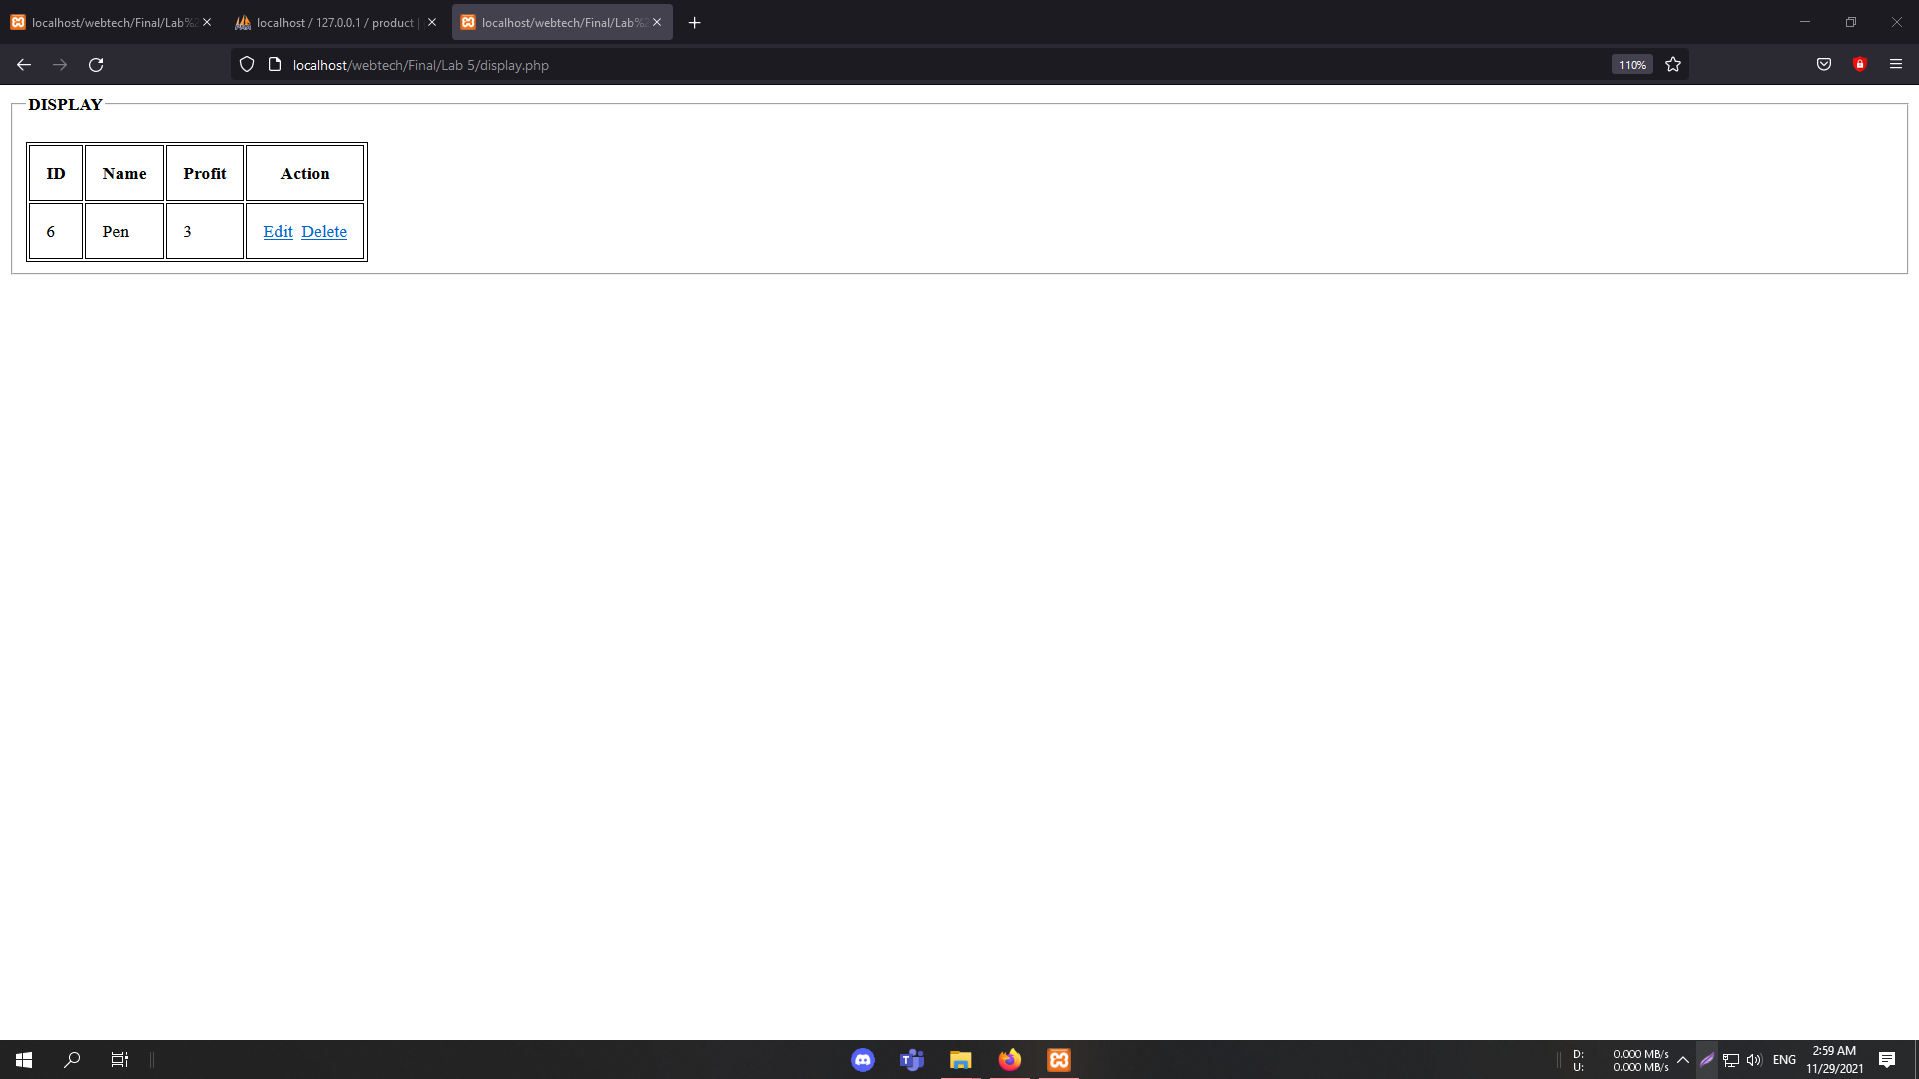 localhost/webtech/Final/Lab%2
localhost / 127.0.0.1 / product |
localhost/webtech/Final/Lab%2
localhost/webtech/Final/Lab 5/display.php
110%
DISPLAY
ID Name Profit Action
6 Pen 3 Edit Delete
D: 0.000 MB/s
U: 0.000 MB/s
ENG
2:59 AM
11/29/2021